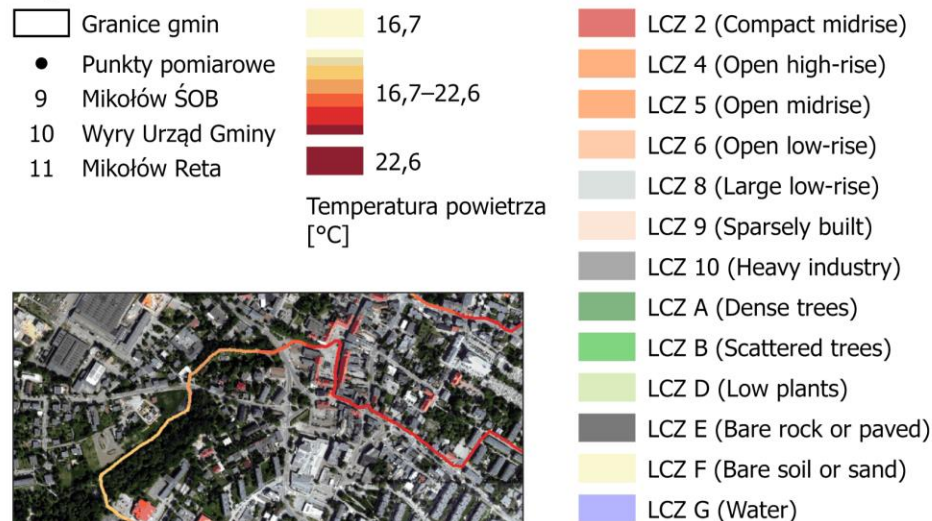 Granice gmin
Punkty pomiarowe
9 Mikołów ŚOB
10 Wyry Urząd Gminy
11 Mikołów Reta
16,7
16,7–22,6
22,6
Temperatura powietrza
[°C]
LCZ 2 (Compact midrise)
LCZ 4 (Open high-rise)
LCZ 5 (Open midrise)
LCZ 6 (Open low-rise)
LCZ 8 (Large low-rise)
LCZ 9 (Sparsely built)
LCZ 10 (Heavy industry)
LCZ A (Dense trees)
LCZ B (Scattered trees)
LCZ D (Low plants)
LCZ E (Bare rock or paved)
LCZ F (Bare soil or sand)
LCZ G (Water)